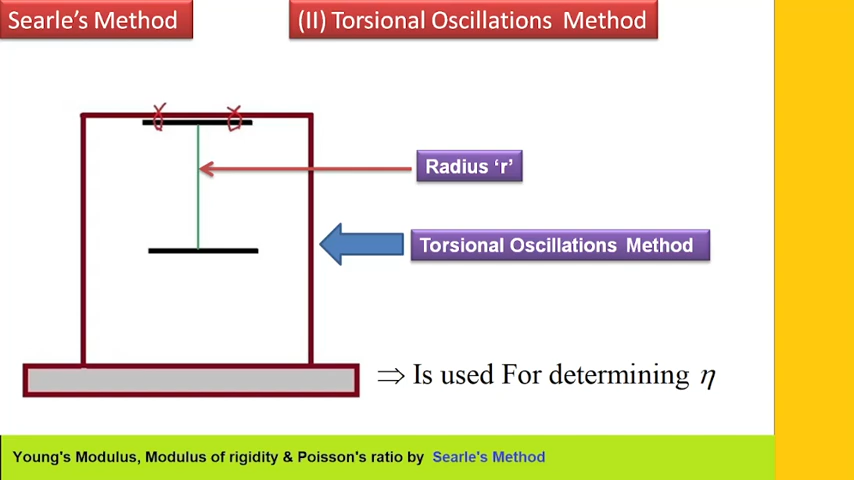 Searle's Method
(II) Torsional Oscillations Method
Radius ‘r’
Torsional Oscillations Method
⇒ Is used For determining η
Young's Modulus, Modulus of rigidity & Poisson's ratio by Searle's Method